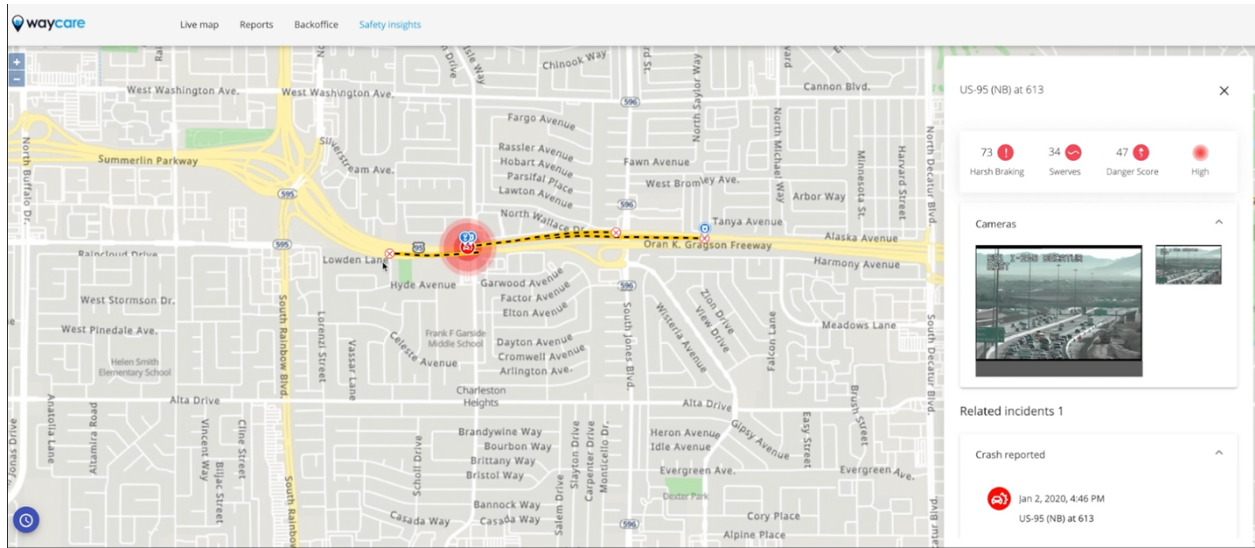 waycare
Live map
Reports
Backoffice
Safety insights
+
−
West Washington Ave.
West Washington Ave.
Chinook Way
Isle Way
Cannon Blvd.
596
North Saylor Way
Fargo Avenue
Silverstream Ave.
Rassler Avenue
Hobart Avenue
Parsifal Place
Lawton Avenue
Fawn Avenue
Summerlin Parkway
North Buffalo Dr.
North Michael Way
Minnesota St.
Harvard Street
North Decatur Blvd.
Arbor Way
595
596
North Wallace Dr.
Tanya Avenue
Alaska Avenue
595
95
Oran K. Gragson Freeway
Raincloud Drive
Lowden Lane
Harmony Avenue
Hyde Avenue
Garwood Avenue
Factor Avenue
Elton Avenue
596
West Stormson Dr.
Zion Drive
View Drive
West Pinedale Ave.
South Rainbow Blvd.
Lorenzi Street
Vassar Lane
Celeste Avenue
Frank F Garside
Middle School
Dayton Avenue
Cromwell Avenue
Arlington Ave.
South Jones Blvd.
Wisteria Avenue
Falcon Lane
Meadows Lane
South Decatur Blvd.
Helen Smith
Elementary School
Charleston
Heights
Alta Drive
Alta Drive
Anatolia Lane
Altamira Road
Vincent Way
Cline Street
Biljac Street
Scholl Drive
Brandywine Way
Bourbon Way
Brittany Way
Bristol Way
Slayton Drive
Carpenter Drive
Monticello Dr.
Heron Avenue
Idle Avenue
Gipsy Avenue
Easy Street
Brush Street
Evergreen Ave.
Evergreen Ave.
Dexter Park
Bannock Way
Casada Way
Casada Way
Salem Drive
596
Cory Place
Alpine Place
US-95 (NB) at 613
73
Harsh Braking
34
Swerves
47
Danger Score
High
Cameras
Related incidents 1
Crash reported
Jan 2, 2020, 4:46 PM
US-95 (NB) at 613